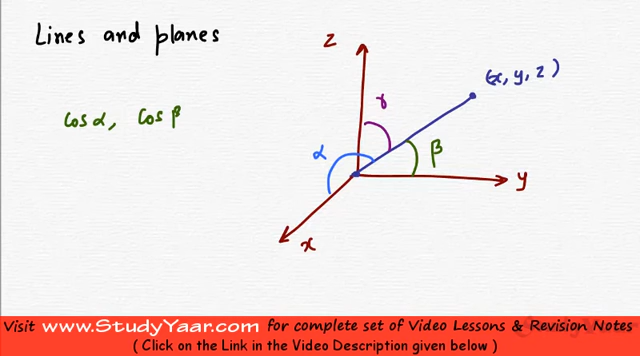 Lines and planes
z
(x, y, z)
γ
cos α, cos β
α
β
y
x
Visit www.StudyYaar.com for complete set of Video Lessons & Revision Notes
( Click on the Link in the Video Description given below )